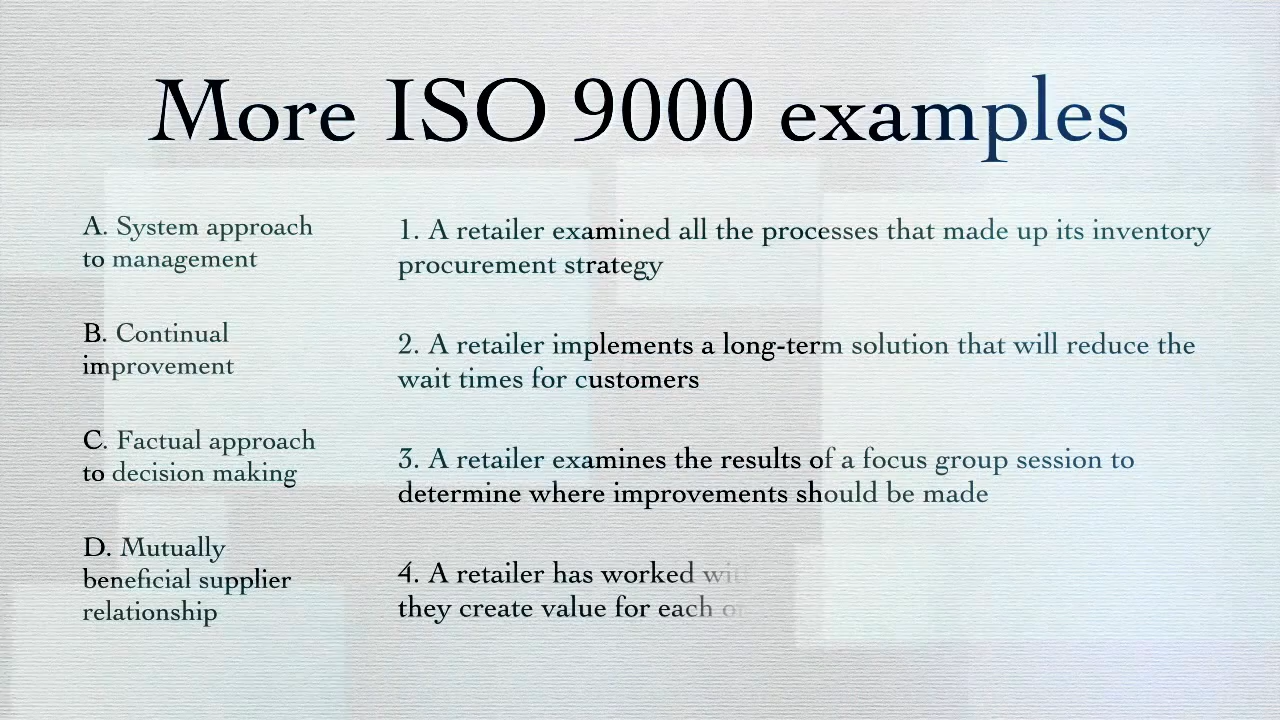 More ISO 9000 examples
A. System approach
to management
B. Continual
improvement
C. Factual approach
to decision making
D. Mutually
beneficial supplier
relationship
1. A retailer examined all the processes that made up its inventory
procurement strategy
2. A retailer implements a long-term solution that will reduce the
wait times for customers
3. A retailer examines the results of a focus group session to
determine where improvements should be made
4. A retailer has worked
they create value for each